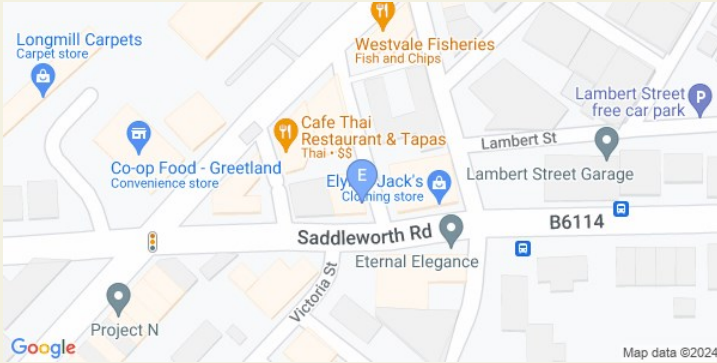 Longmill Carpets
Carpet store
Westvale Fisheries
Fish and Chips
Lambert Street
free car park
P
Cafe Thai
Restaurant & Tapas
Thai • $$
Lambert St
Co-op Food - Greetland
Convenience store
E
Jack's
Clothing store
Lambert Street Garage
Saddleworth Rd
B6114
Eternal Elegance
Victoria St
Project N
Google
Map data ©2024